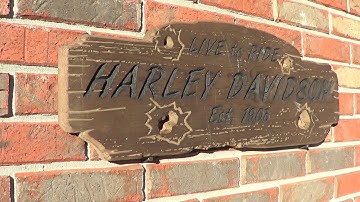 LIVE to RIDE
HARLEY DAVIDSON
Est. 1903